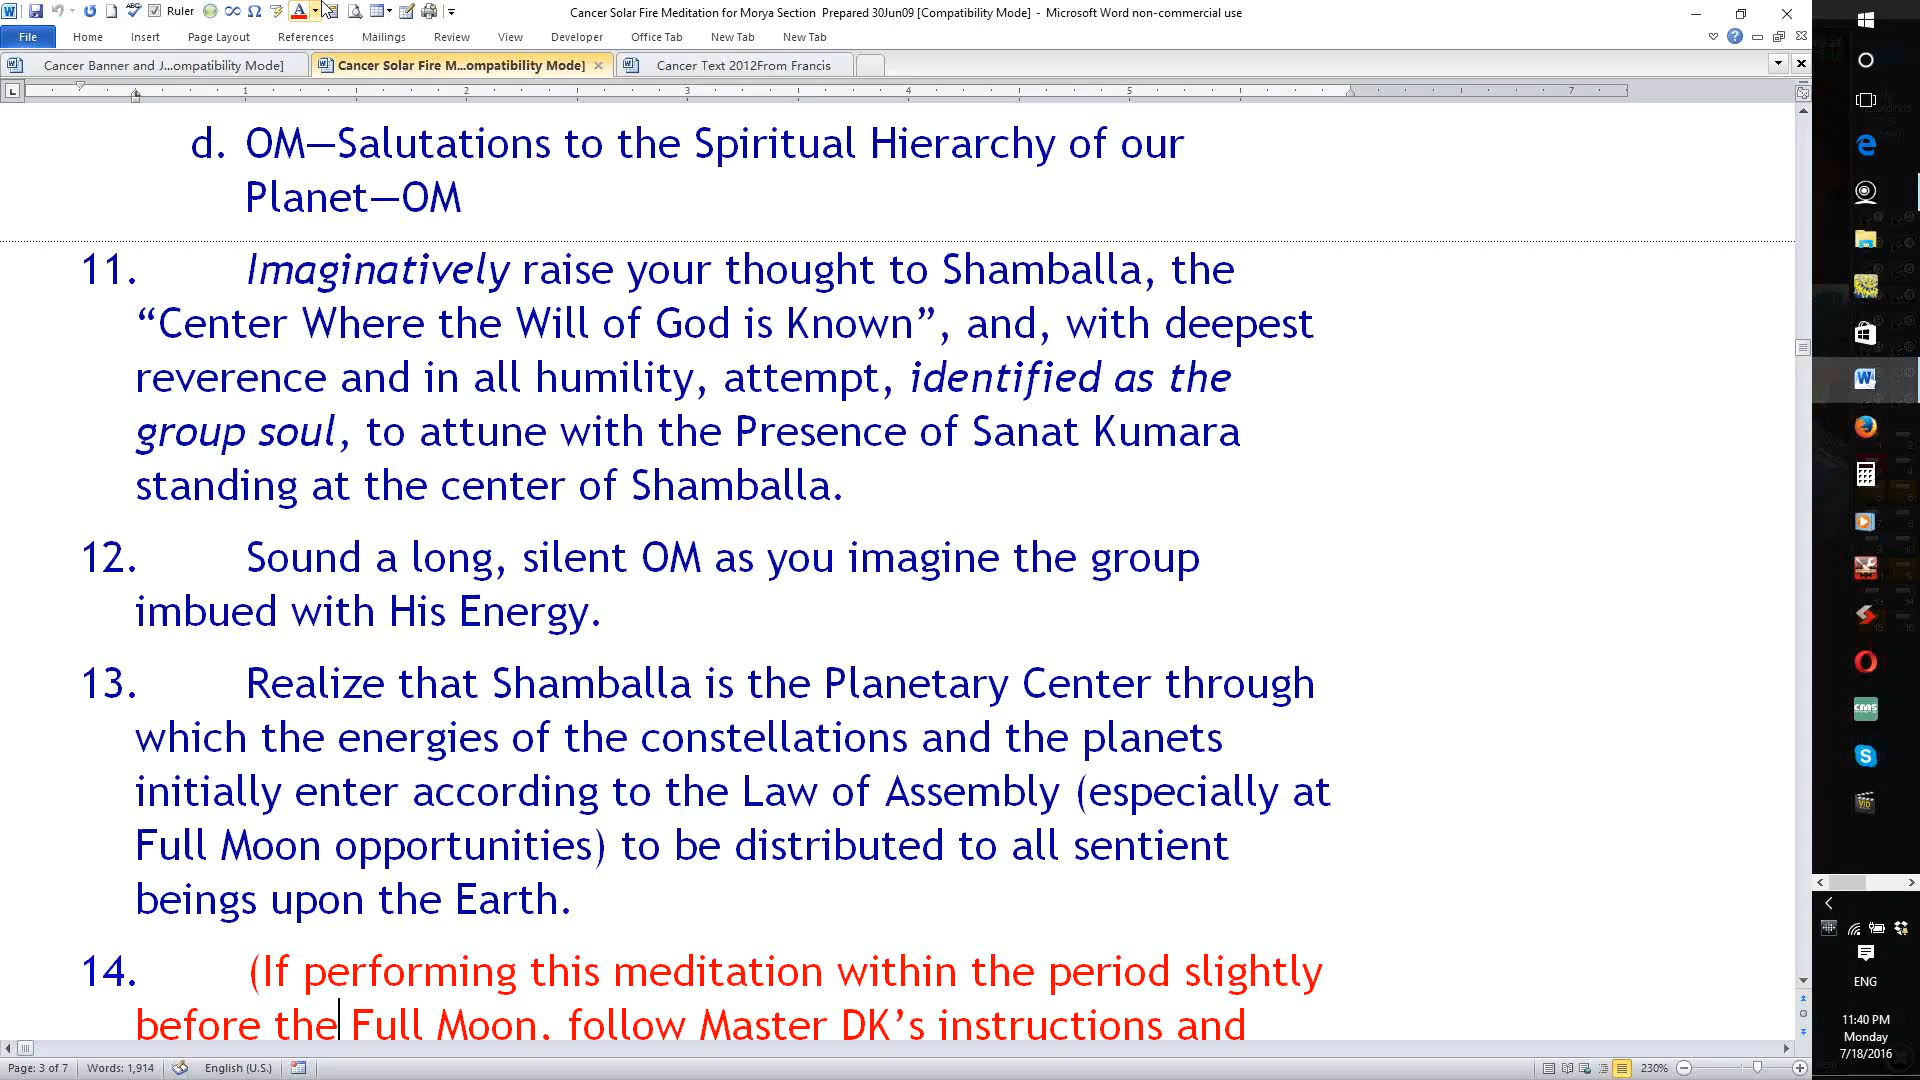 Ruler
Cancer Solar Fire Meditation for Morya Section  Prepared 30Jun09 [Compatibility Mode] - Microsoft Word non-commercial use
File Home Insert Page Layout References Mailings Review View Developer Office Tab New Tab New Tab
Cancer Banner and J...ompatibility Mode] Cancer Solar Fire M...ompatibility Mode] Cancer Text 2012From Francis
1 2 3 4 5 7
d. OM—Salutations to the Spiritual Hierarchy of our
Planet—OM
11. Imaginatively raise your thought to Shamballa, the
“Center Where the Will of God is Known”, and, with deepest
reverence and in all humility, attempt, identified as the
group soul, to attune with the Presence of Sanat Kumara
standing at the center of Shamballa.
12. Sound a long, silent OM as you imagine the group
imbued with His Energy.
13. Realize that Shamballa is the Planetary Center through
which the energies of the constellations and the planets
initially enter according to the Law of Assembly (especially at
Full Moon opportunities) to be distributed to all sentient
beings upon the Earth.
14. (If performing this meditation within the period slightly
before the Full Moon, follow Master DK’s instructions and
Page: 3 of 7 Words: 1,914 English (U.S.) 230%
cms
VID
ENG
11:40 PM
Monday
7/18/2016